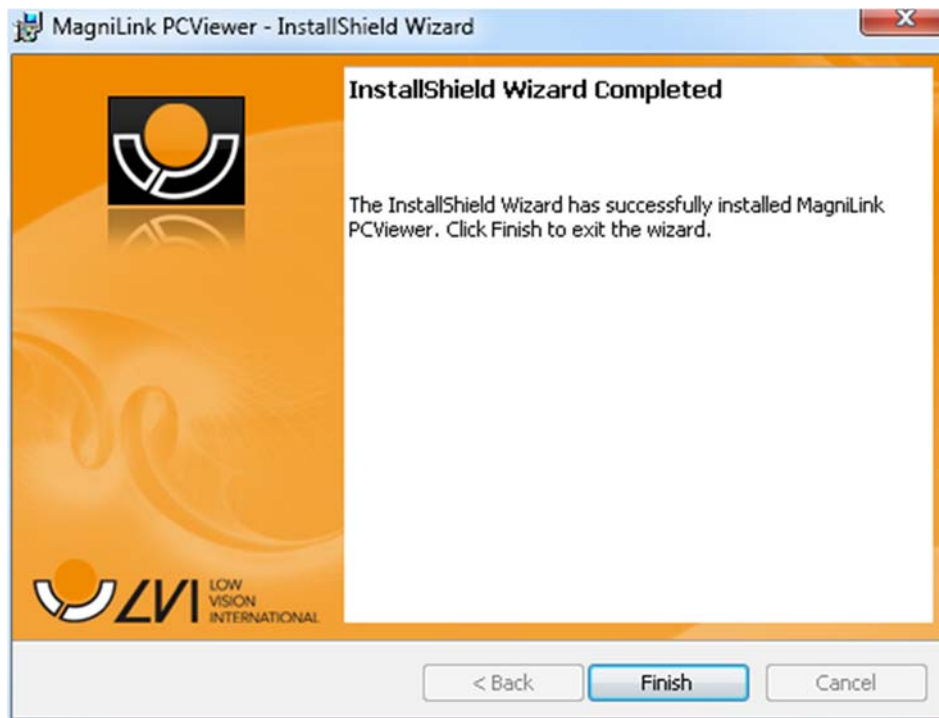 MagniLink PCViewer - InstallShield Wizard
InstallShield Wizard Completed
The InstallShield Wizard has successfully installed MagniLink
PCViewer. Click Finish to exit the wizard.
LVI
LOW
VISION
INTERNATIONAL
< Back
Finish
Cancel